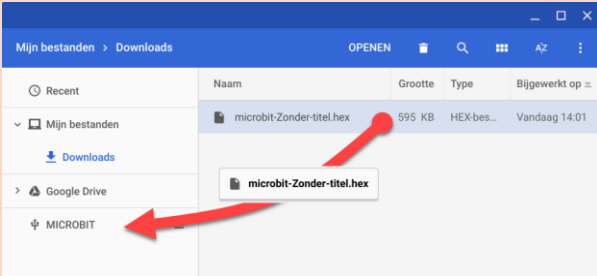 Mijn bestanden > Downloads OPENEN AZ
Naam Grootte Type Bijgewerkt op
Recent
microbit-Zonder-titel.hex 595 KB HEX-bes... Vandaag 14:01
Mijn bestanden
Downloads
microbit-Zonder-titel.hex
Google Drive
MICROBIT